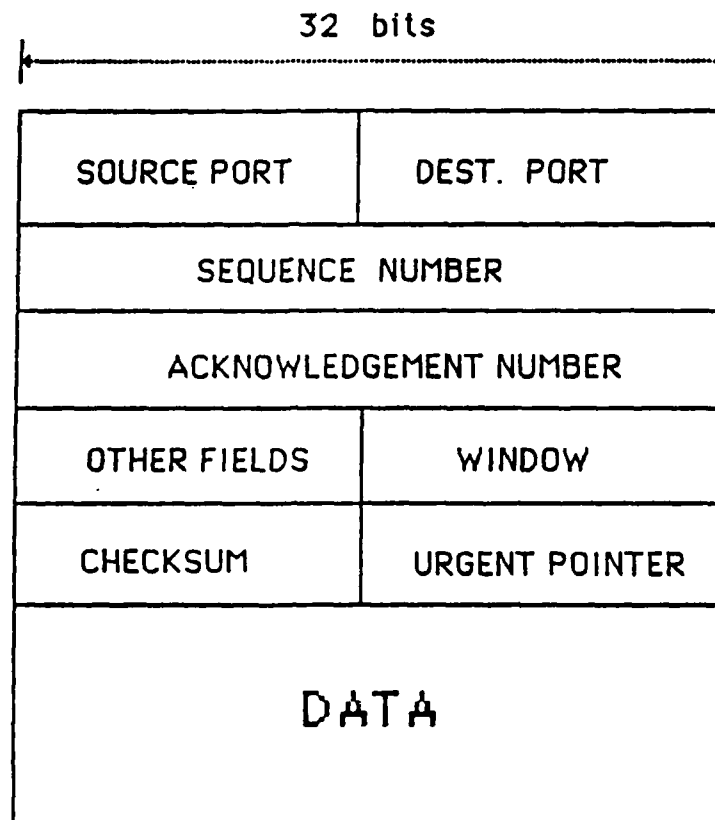 32 bits
SOURCE PORT DEST. PORT
SEQUENCE NUMBER
ACKNOWLEDGEMENT NUMBER
OTHER FIELDS WINDOW
CHECKSUM URGENT POINTER
DATA